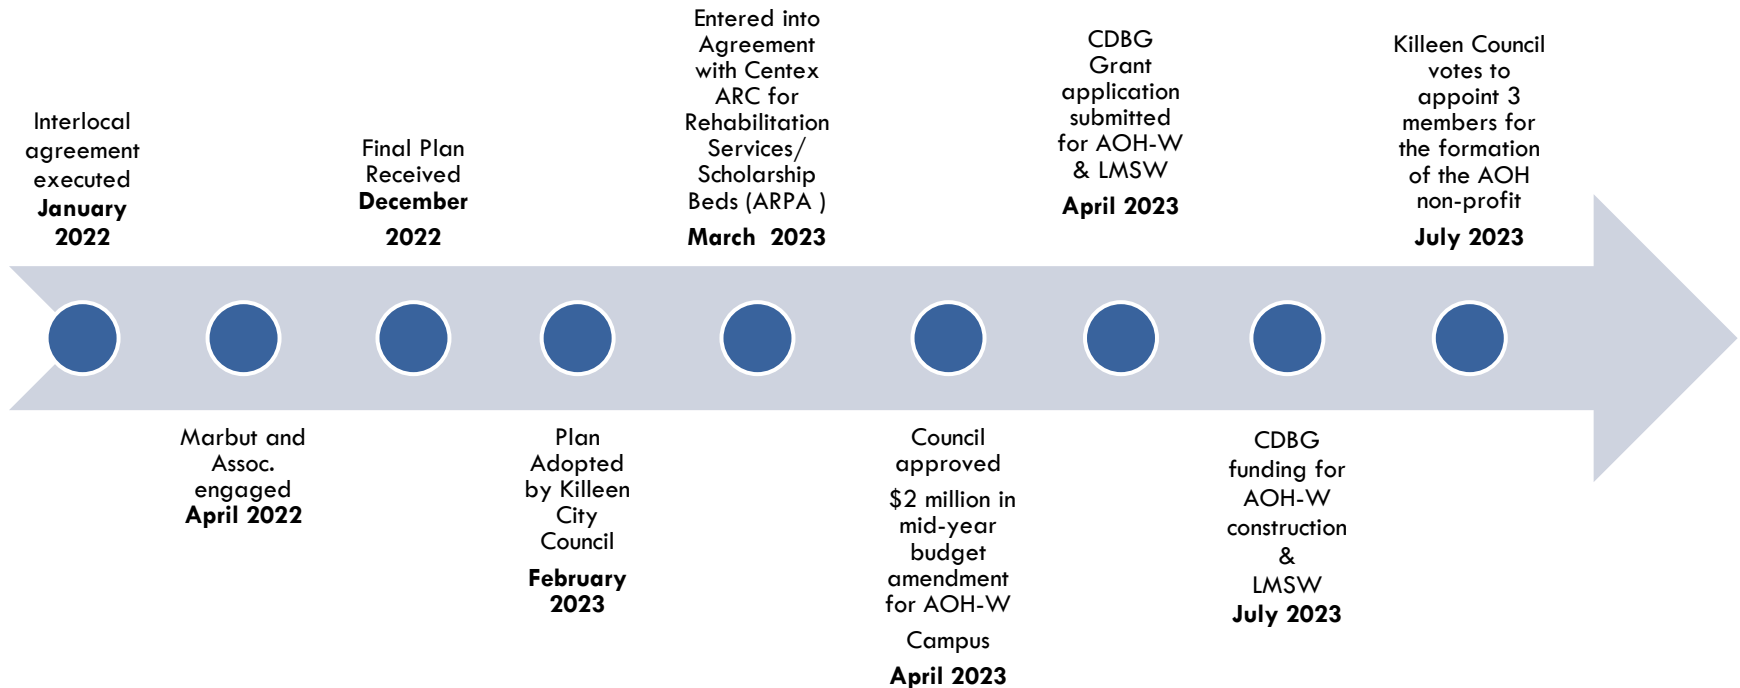 Interlocal
agreement
executed
January
2022
Marbut and
Assoc.
engaged
April 2022
Final Plan
Received
December
2022
Plan
Adopted
by Killeen
City
Council
February
2023
Entered into
Agreement
with Centex
ARC for
Rehabilitation
Services/
Scholarship
Beds (ARPA )
March 2023
Council
approved
$2 million in
mid-year
budget
amendment
for AOH-W
Campus
April 2023
CDBG
Grant
application
submitted
for AOH-W
& LMSW
April 2023
CDBG
funding for
AOH-W
construction
&
LMSW
July 2023
Killeen Council
votes to
appoint 3
members for
the formation
of the AOH
non-profit
July 2023